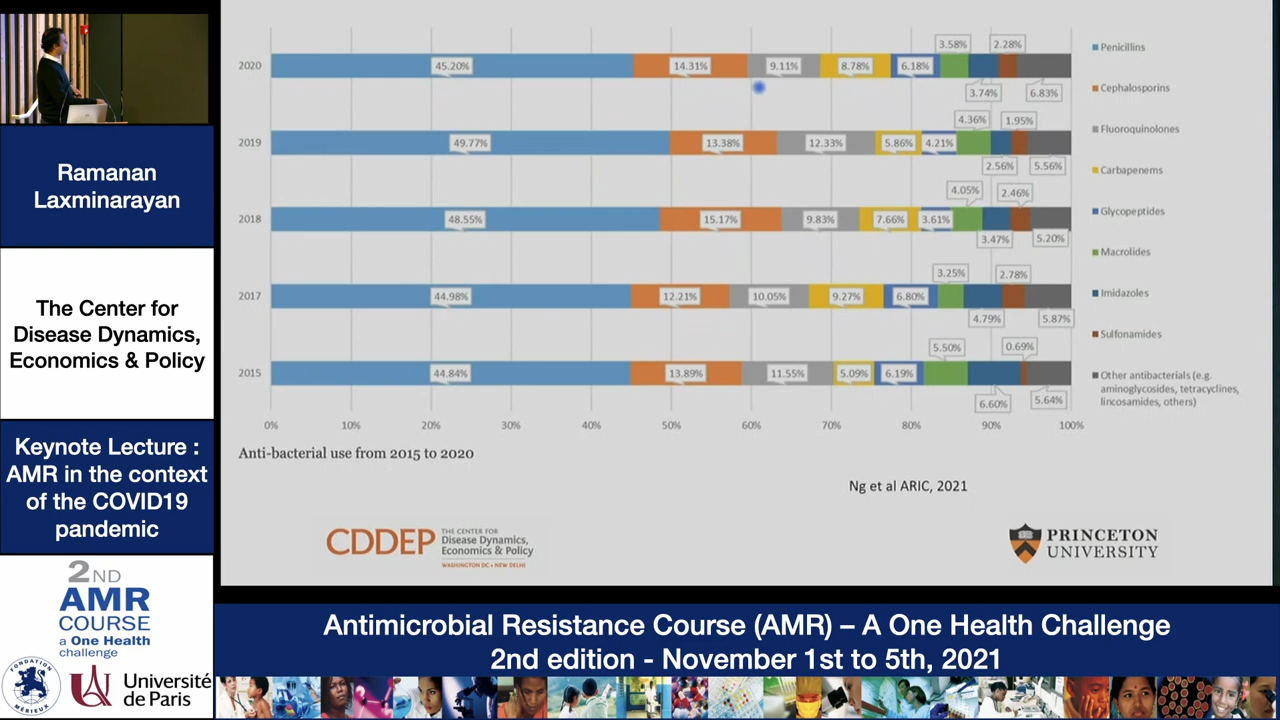 Ramanan
Laxminarayan
The Center for
Disease Dynamics,
Economics & Policy
Keynote Lecture :
AMR in the context
of the COVID19
pandemic
2ND
AMR
COURSE
a One Health
challenge
FONDATION
MÉRIEUX
Université
de Paris
3.58% 2.28%
2020 45.20% 14.31% 9.11% 8.78% 6.18%
3.74% 6.83%
4.36% 1.95%
2019 49.77% 13.38% 12.33% 5.86% 4.21%
2.56% 5.56%
4.05% 2.46%
2018 48.55% 15.17% 9.83% 7.66% 3.61%
3.47% 5.20%
3.25% 2.78%
2017 44.98% 12.21% 10.05% 9.27% 6.80%
4.79% 5.87%
5.50% 0.69%
2015 44.84% 13.89% 11.55% 5.09% 6.19%
6.60% 5.64%
0% 10% 20% 30% 40% 50% 60% 70% 80% 90% 100%
Penicillins
Cephalosporins
Fluoroquinolones
Carbapenems
Glycopeptides
Macrolides
Imidazoles
Sulfonamides
Other antibacterials (e.g.
aminoglycosides, tetracyclines,
lincosamides, others)
Anti-bacterial use from 2015 to 2020
Ng et al ARIC, 2021
CDDEP
THE CENTER FOR
Disease Dynamics,
Economics & Policy
WASHINGTON DC • NEW DELHI
PRINCETON
UNIVERSITY
Antimicrobial Resistance Course (AMR) – A One Health Challenge
2nd edition - November 1st to 5th, 2021